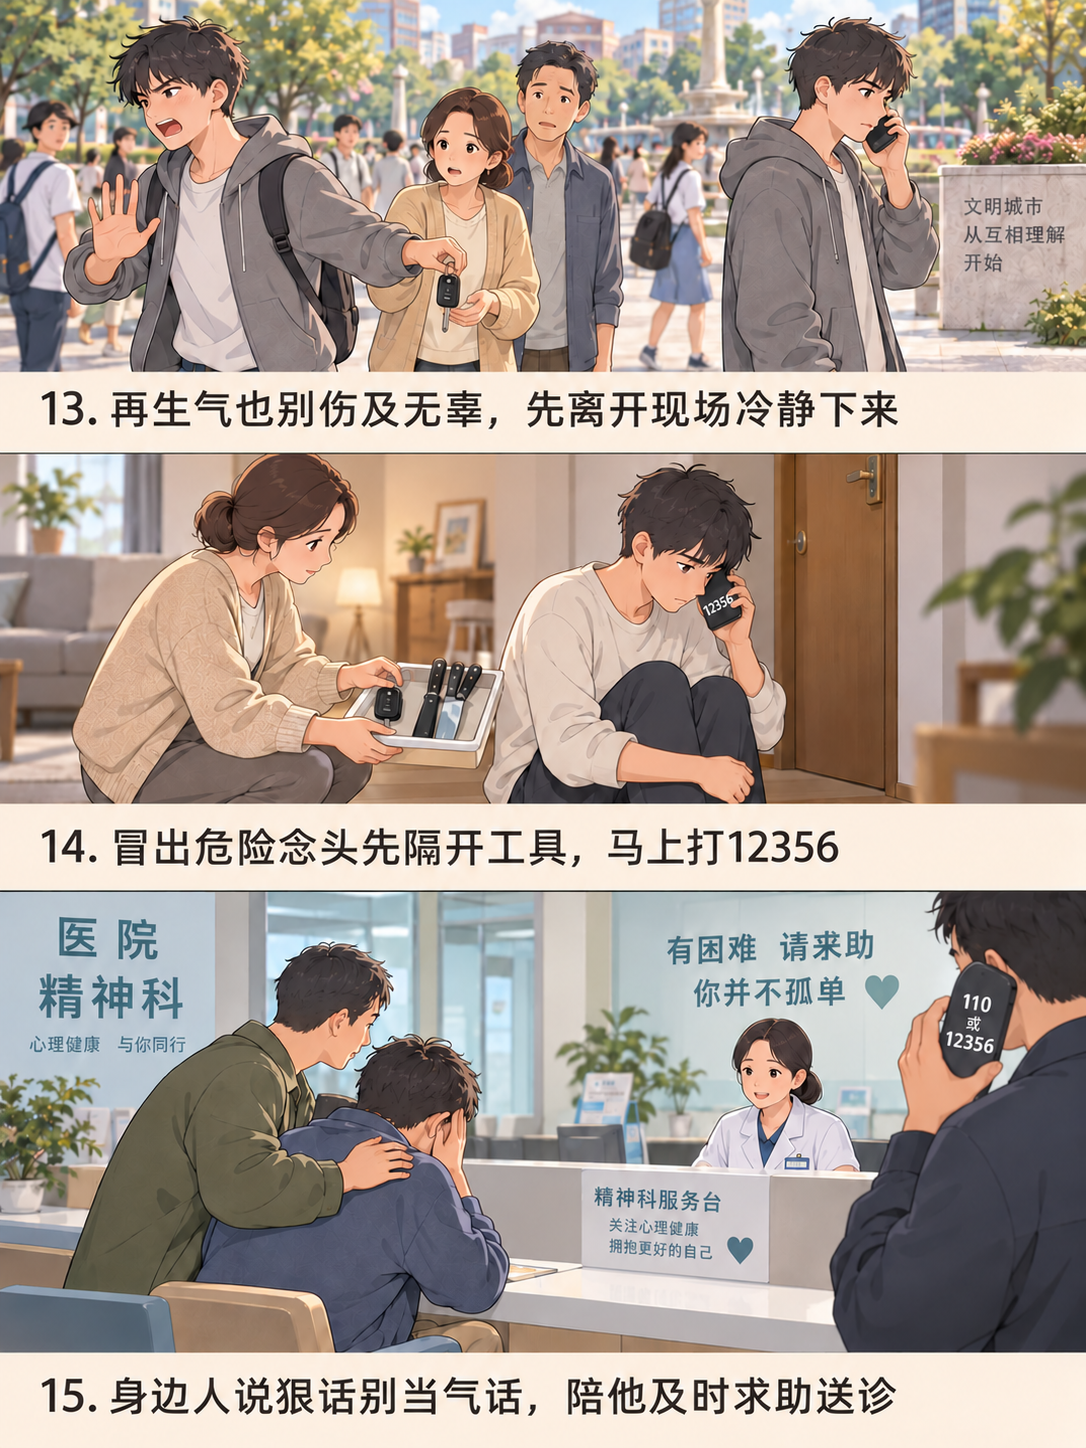 文明城市
从互相理解
开始
13. 再生气也别伤及无辜，先离开现场冷静下来
12356
14. 冒出危险念头先隔开工具，马上打12356
医院
精神科
心理健康 与你同行
有困难 请求助
你并不孤单
110
或
12356
精神科服务台
关注心理健康
拥抱更好的自己
15. 身边人说狠话别当气话，陪他及时求助送诊